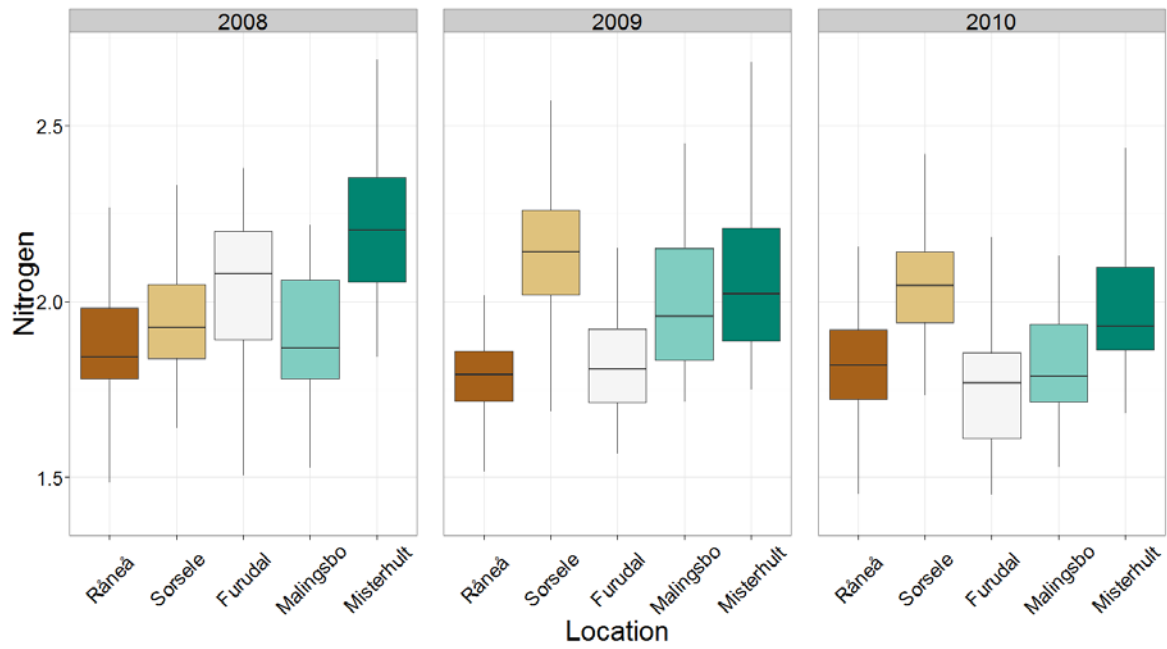 2008 2009 2010
Nitrogen
2.5
2.0
1.5
Råneå Sorsele Furudal Malingsbo Misterhult Råneå Sorsele Furudal Malingsbo Misterhult Råneå Sorsele Furudal Malingsbo Misterhult
Location